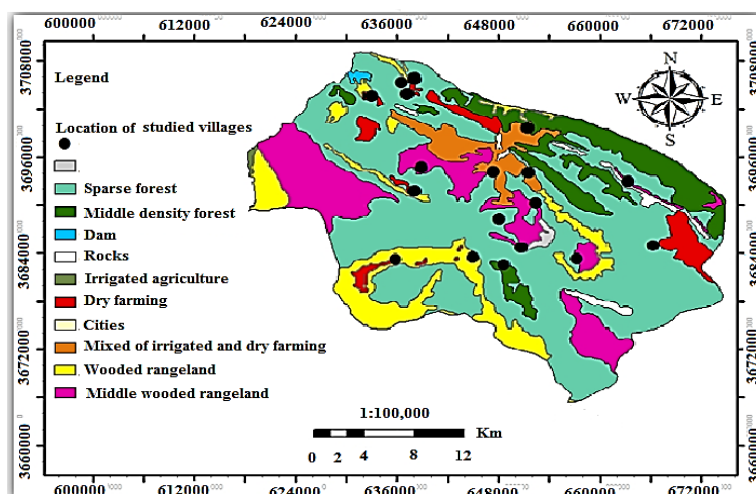 600000 612000 624000 636000 648000 660000 672000
3708000 3708000
3696000 3696000
3684000 3684000
3672000 3672000
3660000 3660000
N
W E
S
Legend
Location of studied villages
Sparse forest
Middle density forest
Dam
Rocks
Irrigated agriculture
Dry farming
Cities
Mixed of irrigated and dry farming
Wooded rangeland
Middle wooded rangeland
1:100,000
Km
0 2 4 8 12
600000 612000 624000 636000 648000 660000 672000